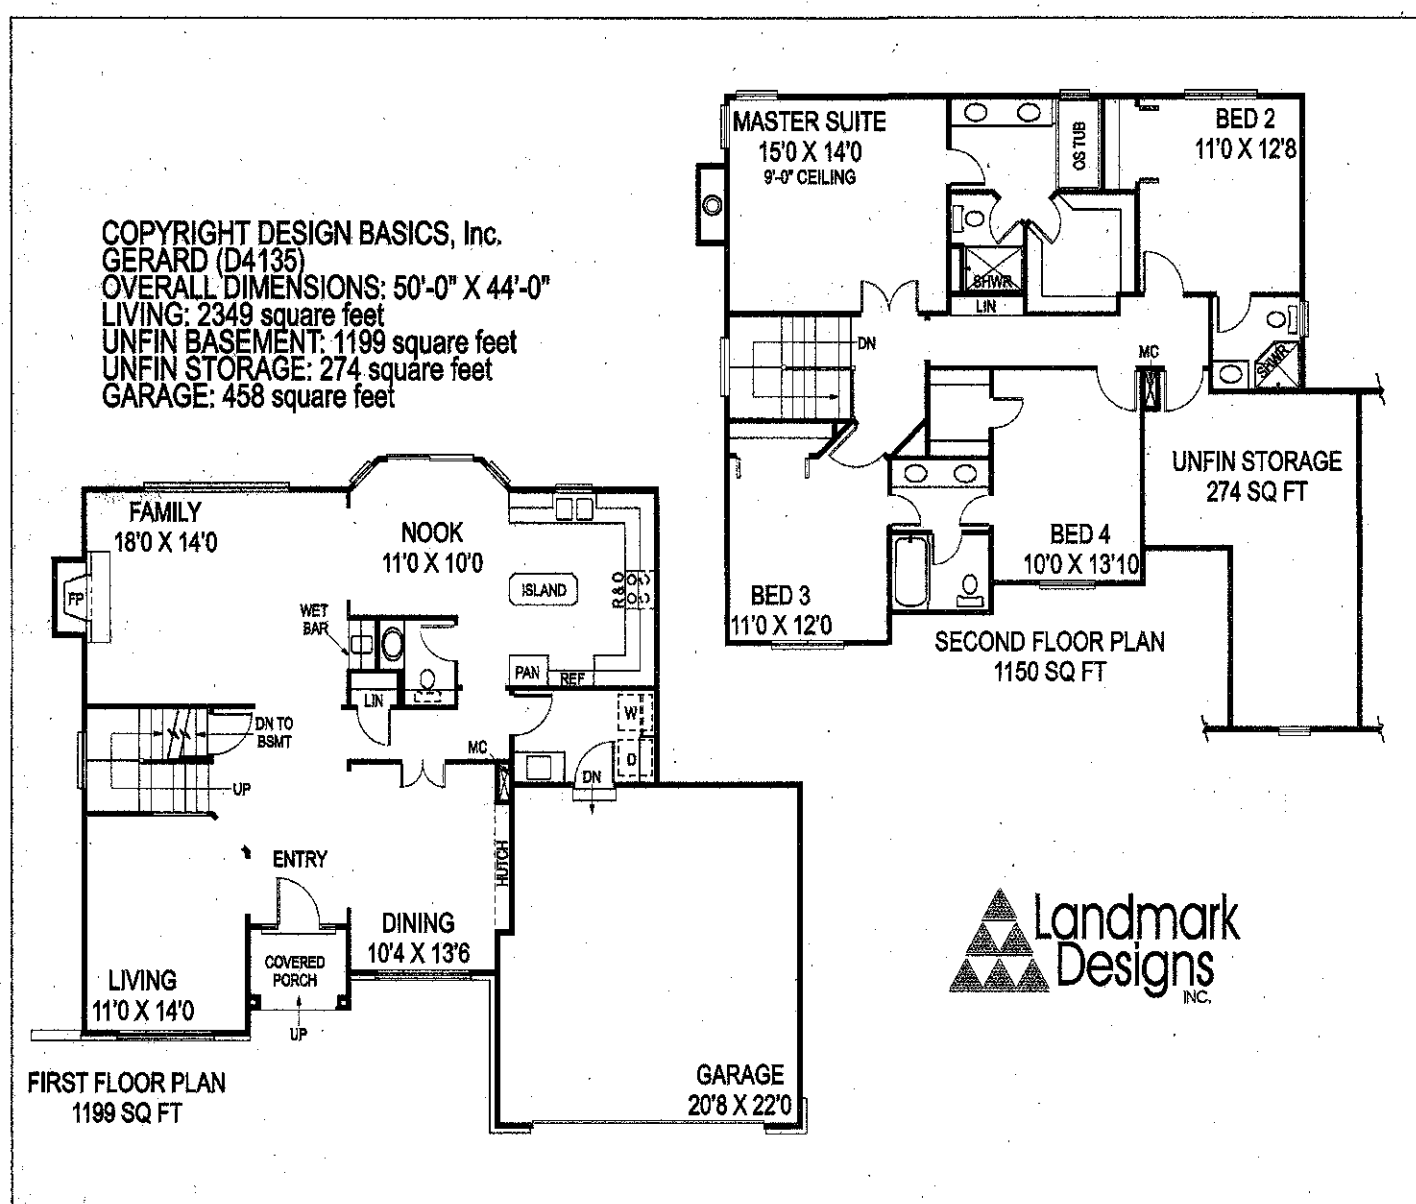 COPYRIGHT DESIGN BASICS, Inc.
GERARD (D4135)
OVERALL DIMENSIONS: 50'-0" X 44'-0"
LIVING: 2349 square feet
UNFIN BASEMENT: 1199 square feet
UNFIN STORAGE: 274 square feet
GARAGE: 458 square feet
MASTER SUITE
15'0 X 14'0
9'-0" CEILING
OS TUB
BED 2
11'0 X 12'8
SHWR
LIN
DN
MC
SHWR
UNFIN STORAGE
274 SQ FT
BED 4
10'0 X 13'10
BED 3
11'0 X 12'0
SECOND FLOOR PLAN
1150 SQ FT
FAMILY
18'0 X 14'0
NOOK
11'0 X 10'0
ISLAND
R&O
FP
WET
BAR
PAN
REF
LIN
DN TO
BSMT
W
MC
D
DN
UP
HUTCH
ENTRY
DINING
10'4 X 13'6
COVERED
PORCH
LIVING
11'0 X 14'0
UP
GARAGE
20'8 X 22'0
FIRST FLOOR PLAN
1199 SQ FT
Landmark
Designs
INC.